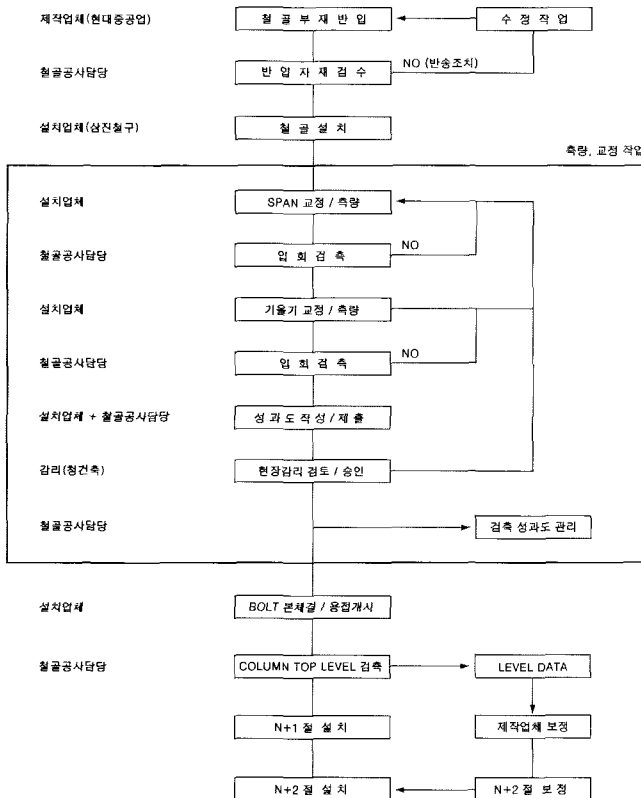 제작업체(현대중공업) 철 골 부 재 반 입 수 정 작 업
철골공사담당 반 입 자 재 검 수 NO (반송조치)
설치업체(삼진철구) 철 골 설 치
측량, 교정 작업
설치업체 SPAN 교정 / 측량
철골공사담당 입 회 검 측 NO
설치업체 기울기 교정 / 측량
철골공사담당 입 회 검 측 NO
설치업체 + 철골공사담당 성 과 도 작 성 / 제 출
감리(청건축) 현장감리 검토 / 승인
철골공사담당 검측 성과도 관리
설치업체 BOLT 본체결 / 용접개시
철골공사담당 COLUMN TOP LEVEL 검측 LEVEL DATA
N+1 절 설 치 제작업체 보정
N+2 절 설 치 N+2 절 보 정